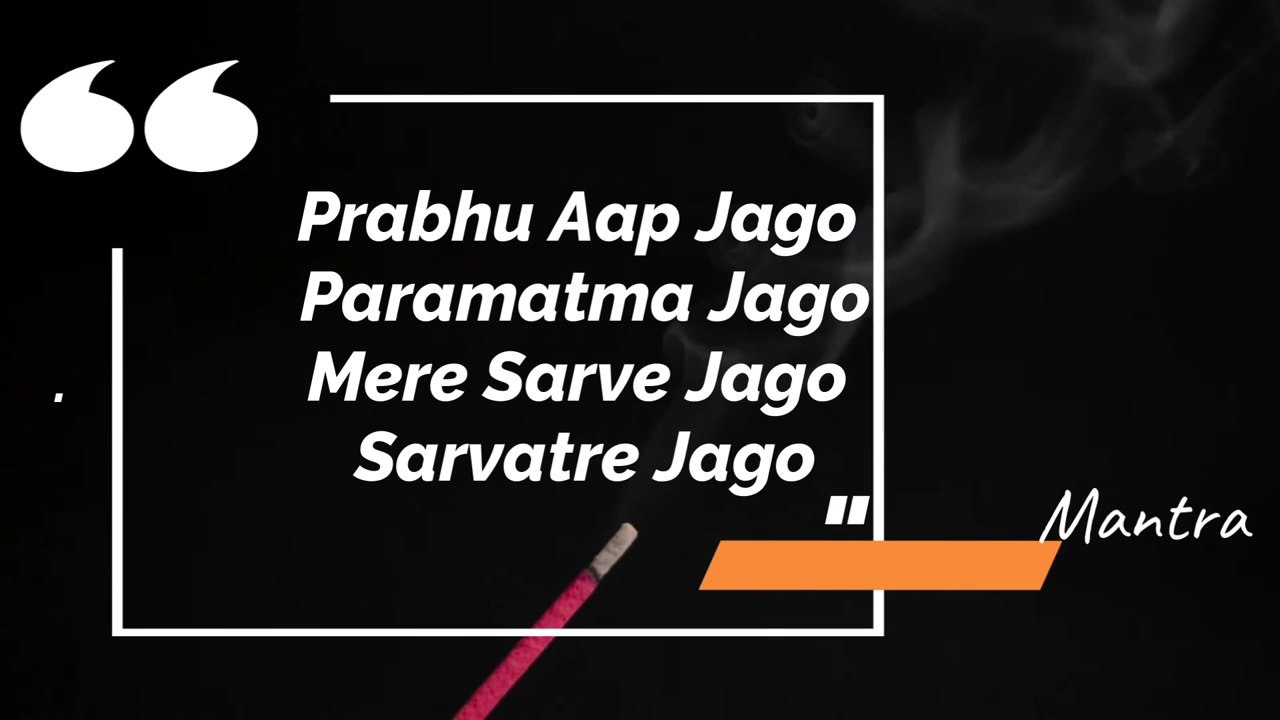 “
Prabhu Aap Jago
Paramatma Jago
Mere Sarve Jago
.
Sarvatre Jago
"
Mantra